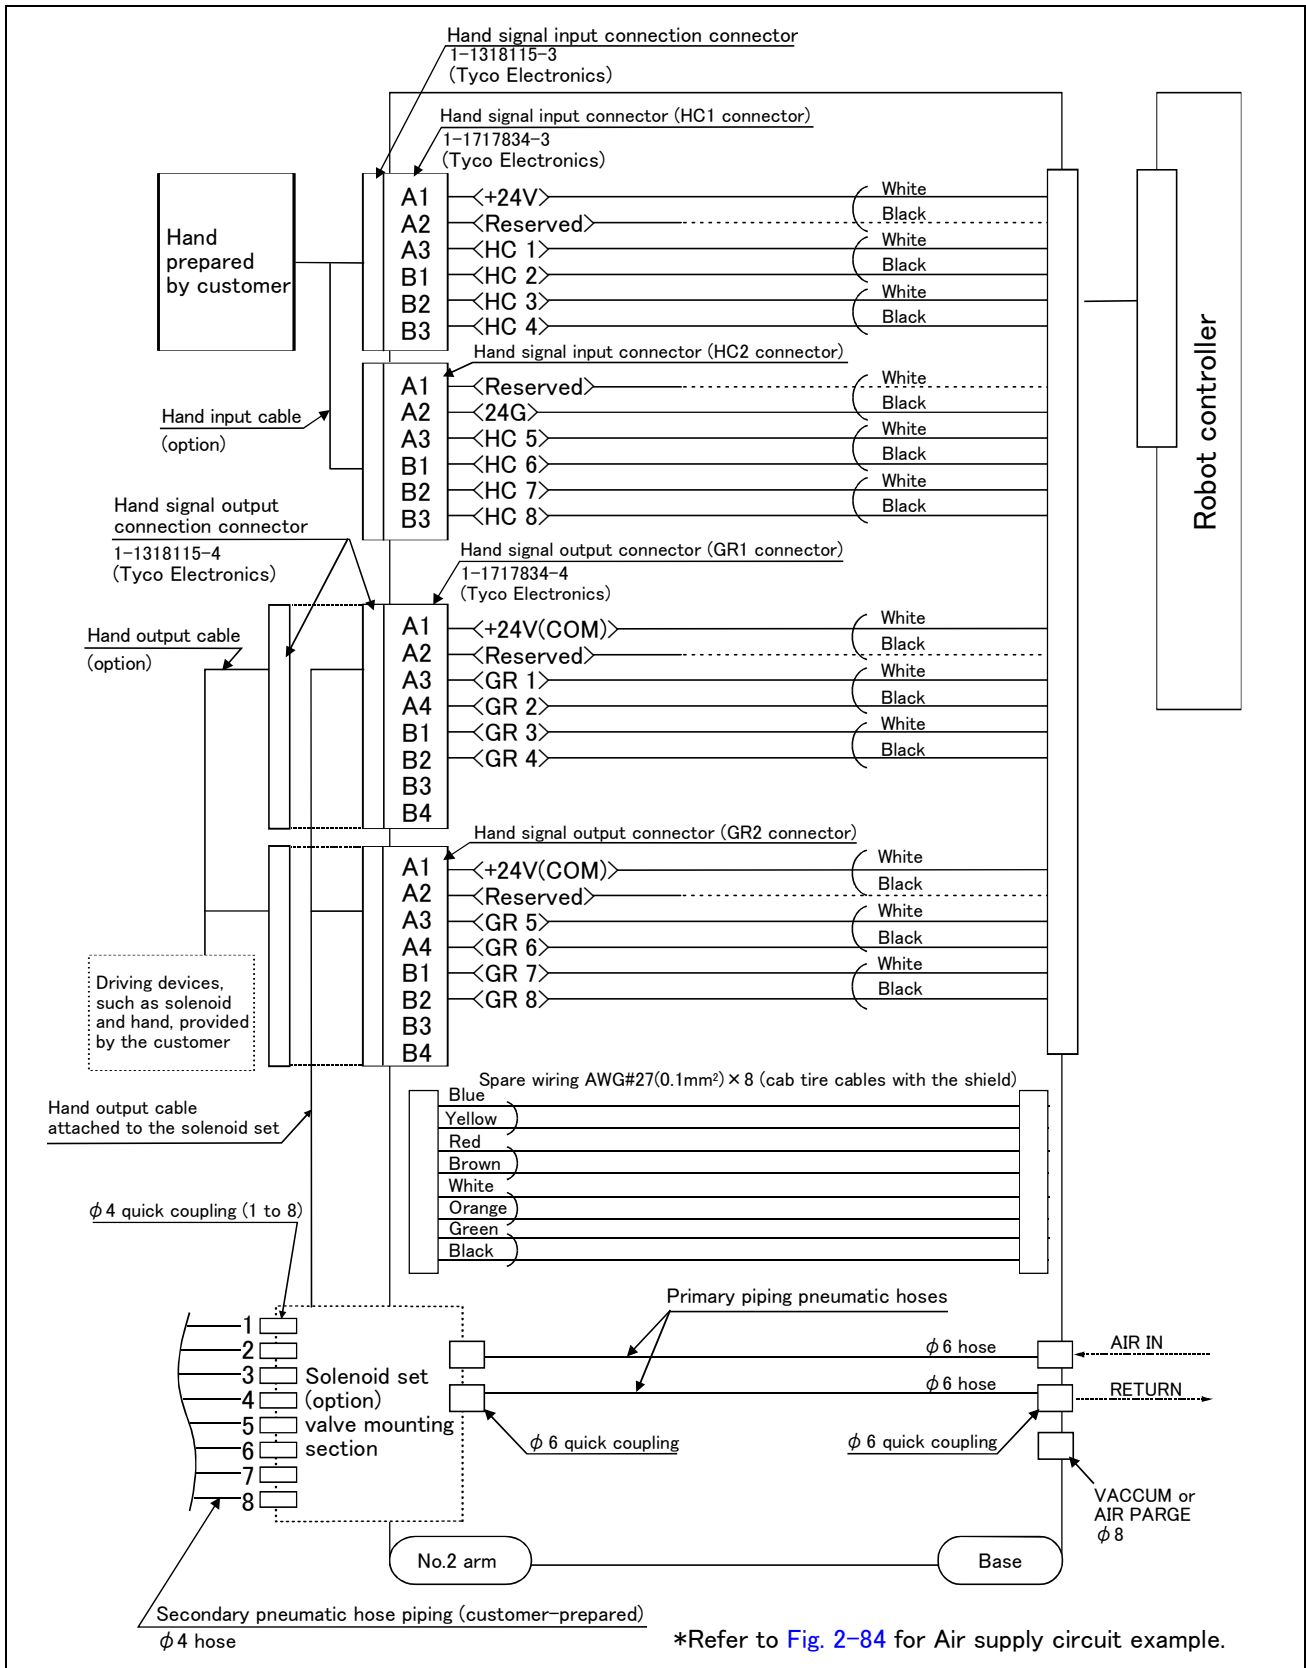 Hand signal input connection connector
1-1318115-3
(Tyco Electronics)
Hand signal input connector (HC1 connector)
1-1717834-3
(Tyco Electronics)
Hand
prepared
by customer
A1 <+24V> White
A2 <Reserved> Black
A3 <HC 1> White
B1 <HC 2> Black
B2 <HC 3> White
B3 <HC 4> Black
Robot controller
Hand signal input connector (HC2 connector)
A1 <Reserved> White
A2 <24G> Black
A3 <HC 5> White
B1 <HC 6> Black
B2 <HC 7> White
B3 <HC 8> Black
Hand input cable
(option)
Hand signal output
connection connector
1-1318115-4
(Tyco Electronics)
Hand signal output connector (GR1 connector)
1-1717834-4
(Tyco Electronics)
Hand output cable
(option)
A1 <+24V(COM)> White
A2 <Reserved> Black
A3 <GR 1> White
A4 <GR 2> Black
B1 <GR 3> White
B2 <GR 4> Black
B3
B4
Hand signal output connector (GR2 connector)
A1 <+24V(COM)> White
A2 <Reserved> Black
A3 <GR 5> White
A4 <GR 6> Black
B1 <GR 7> White
B2 <GR 8> Black
B3
B4
Driving devices,
such as solenoid
and hand, provided
by the customer
Spare wiring AWG#27(0.1mm²)×8 (cab tire cables with the shield)
Blue
Yellow
Red
Brown
White
Orange
Green
Black
Hand output cable
attached to the solenoid set
φ4 quick coupling (1 to 8)
1
2
3
4
5
6
7
8
Solenoid set
(option)
valve mounting
section
Primary piping pneumatic hoses
φ6 hose
AIR IN
φ6 hose
RETURN
φ6 quick coupling
φ6 quick coupling
VACCUM or
AIR PARGE
φ8
No.2 arm
Base
Secondary pneumatic hose piping (customer-prepared)
φ4 hose
*Refer to Fig. 2-84 for Air supply circuit example.